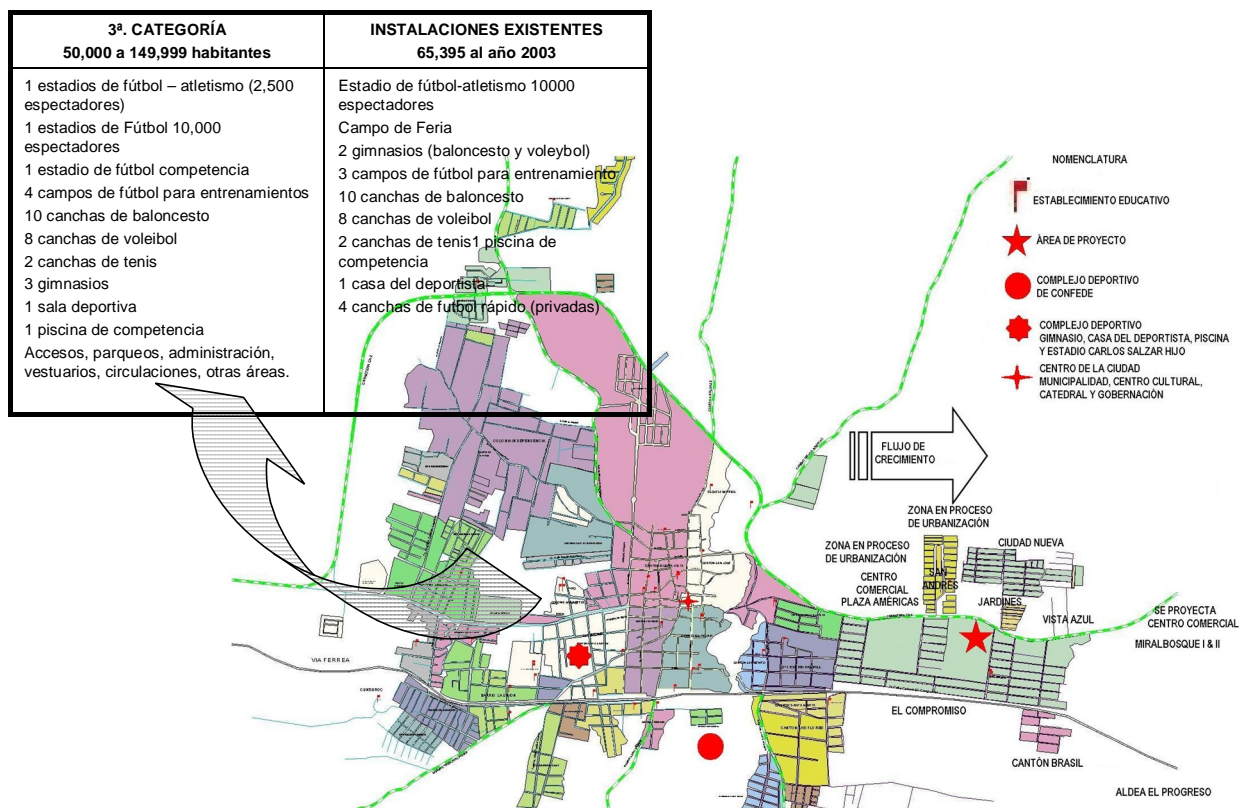 3ª. CATEGORÍA
50,000 a 149,999 habitantes
1 estadios de fútbol – atletismo (2,500
espectadores)
1 estadios de Fútbol 10,000
espectadores
1 estadio de fútbol competencia
4 campos de fútbol para entrenamientos
10 canchas de baloncesto
8 canchas de voleibol
2 canchas de tenis
3 gimnasios
1 sala deportiva
1 piscina de competencia
Accesos, parqueos, administración,
vestuarios, circulaciones, otras áreas.
INSTALACIONES EXISTENTES
65,395 al año 2003
Estadio de fútbol-atletismo 10000
espectadores
Campo de Feria
2 gimnasios (baloncesto y voleybol)
3 campos de fútbol para entrenamiento
10 canchas de baloncesto
8 canchas de voleibol
2 canchas de tenis1 piscina de
competencia
1 casa del deportista
4 canchas de futbol rápido (privadas)
NOMENCLATURA
ESTABLECIMIENTO EDUCATIVO
ÀREA DE PROYECTO
COMPLEJO DEPORTIVO
DE CONFEDE
COMPLEJO DEPORTIVO
GIMNASIO, CASA DEL DEPORTISTA, PISCINA
Y ESTADIO CARLOS SALZAR HIJO
CENTRO DE LA CIUDAD
MUNICIPALIDAD, CENTRO CULTURAL,
CATEDRAL Y GOBERNACIÓN
FLUJO DE
CRECIMIENTO
ZONA EN PROCESO
DE URBANIZACIÓN
ZONA EN PROCESO
DE URBANIZACIÓN
CIUDAD NUEVA
CENTRO
COMERCIAL
PLAZA AMÉRICAS
SAN
ANDRES
JARDINES
VISTA AZUL
SE PROYECTA
CENTRO COMERCIAL
MIRALBOSQUE I & II
COLONIA INDEPENDENCIA
VIA FERREA
EL COMPROMISO
CANTÓN BRASIL
ALDEA EL PROGRESO